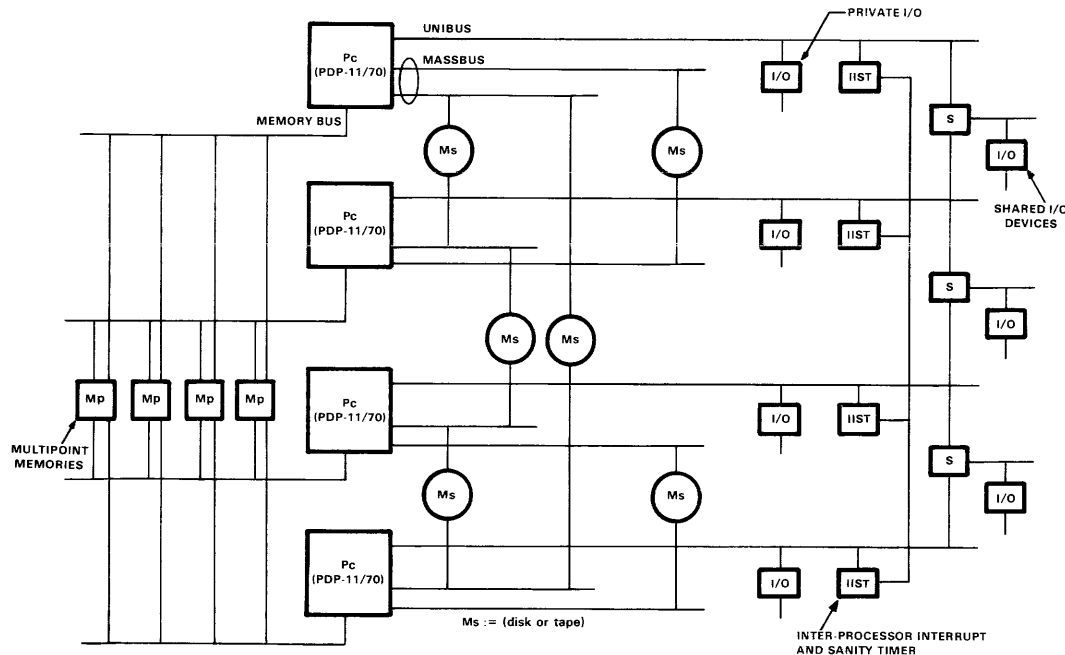 PRIVATE I/O
UNIBUS
Pc
(PDP-11/70)
MASSBUS
I/O
IIST
MEMORY BUS
S
Ms
Ms
I/O
Pc
(PDP-11/70)
SHARED I/O
DEVICES
I/O
IIST
S
Ms
Ms
I/O
Mp
Mp
Mp
Mp
Pc
(PDP-11/70)
I/O
IIST
MULTIPOINT
MEMORIES
S
Ms
Ms
I/O
Pc
(PDP-11/70)
I/O
IIST
Ms := (disk or tape)
INTER-PROCESSOR INTERRUPT
AND SANITY TIMER